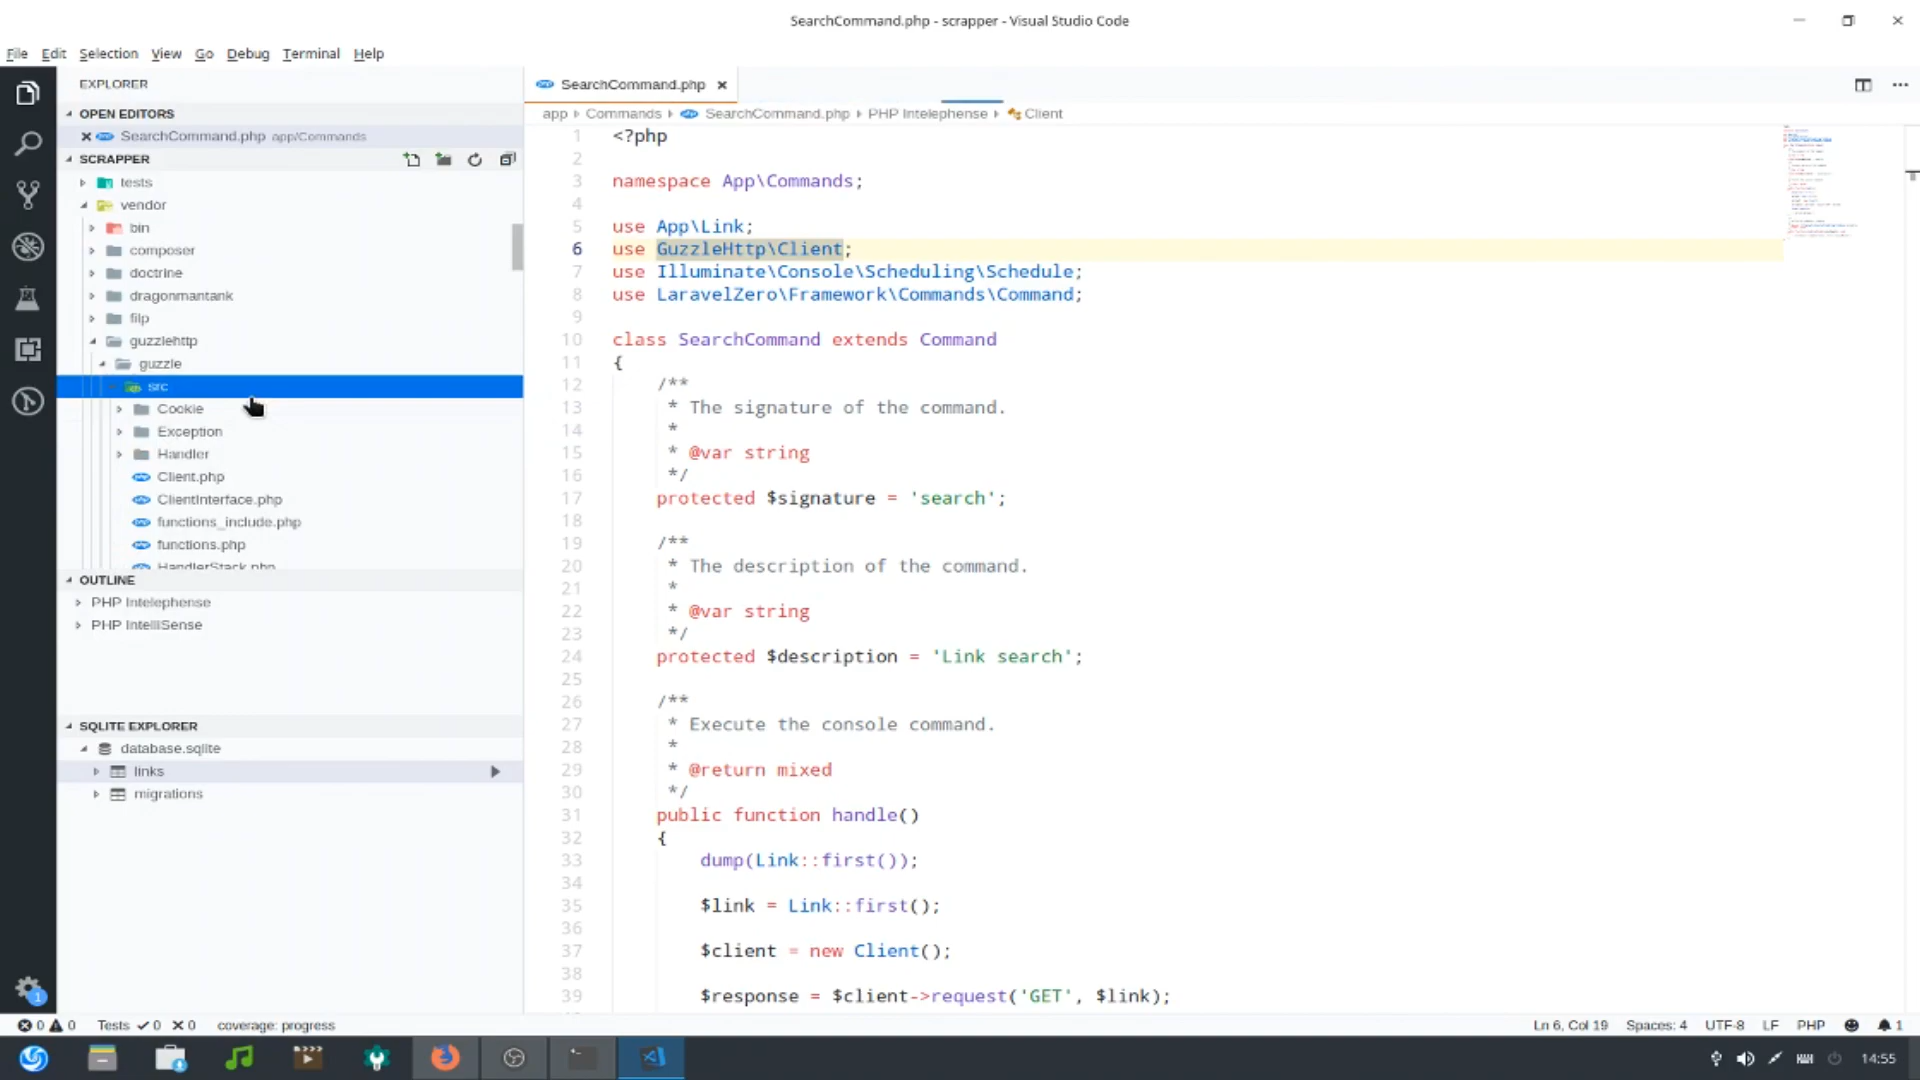 SearchCommand.php - scrapper - Visual Studio Code
File Edit Selection View Go Debug Terminal Help
EXPLORER
OPEN EDITORS
SearchCommand.php app/Commands
SCRAPPER
tests
vendor
bin
composer
doctrine
dragonmantank
filp
guzzlehttp
guzzle
src
Cookie
Exception
Handler
Client.php
ClientInterface.php
functions_include.php
functions.php
HandlerStack.php
OUTLINE
PHP Intelephense
PHP IntelliSense
SQLITE EXPLORER
database.sqlite
links
migrations
SearchCommand.php
app Commands SearchCommand.php PHP Intelephense Client
1 <?php
2
3 namespace App\Commands;
4
5 use App\Link;
6 use GuzzleHttp\Client;
7 use Illuminate\Console\Scheduling\Schedule;
8 use LaravelZero\Framework\Commands\Command;
9
10 class SearchCommand extends Command
11 {
12 /**
13 * The signature of the command.
14 *
15 * @var string
16 */
17 protected $signature = 'search';
18
19 /**
20 * The description of the command.
21 *
22 * @var string
23 */
24 protected $description = 'Link search';
25
26 /**
27 * Execute the console command.
28 *
29 * @return mixed
30 */
31 public function handle()
32 {
33 dump(Link::first());
34
35 $link = Link::first();
36
37 $client = new Client();
38
39 $response = $client->request('GET', $link);
1
0 0 Tests 0 0 coverage: progress
Ln 6, Col 19 Spaces: 4 UTF-8 LF PHP 1
14:55